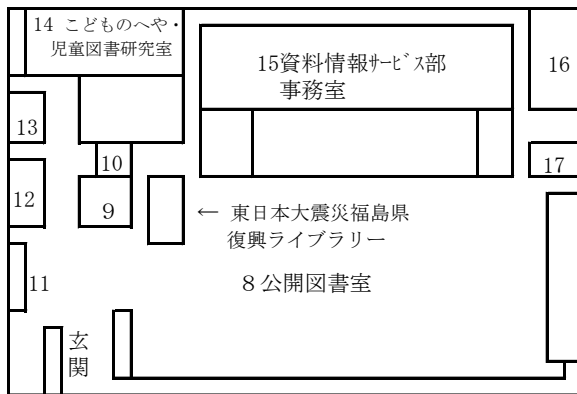 14 こどものへや・
児童図書研究室
15資料情報ｻｰﾋﾞｽ部
事務室
16
13
10
17
12
9
← 東日本大震災福島県
復興ライブラリー
11
８公開図書室
玄
関